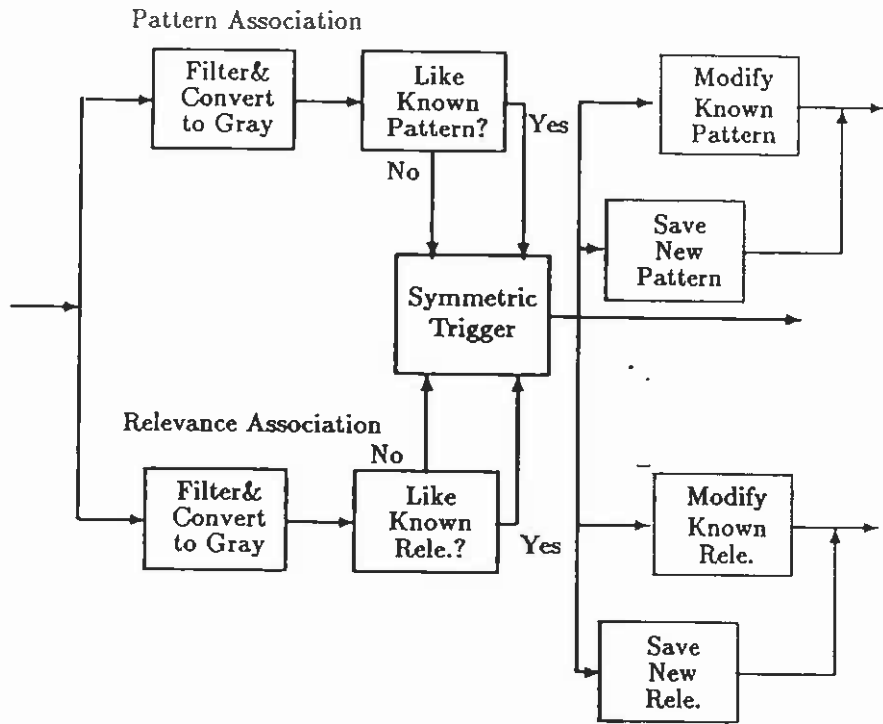 Pattern Association
Filter&
Convert
to Gray
Like
Known
Pattern?
Yes
No
Modify
Known
Pattern
Save
New
Pattern
Symmetric
Trigger
Relevance Association
No
Filter&
Convert
to Gray
Like
Known
Rele.?
Yes
Modify
Known
Rele.
Save
New
Rele.